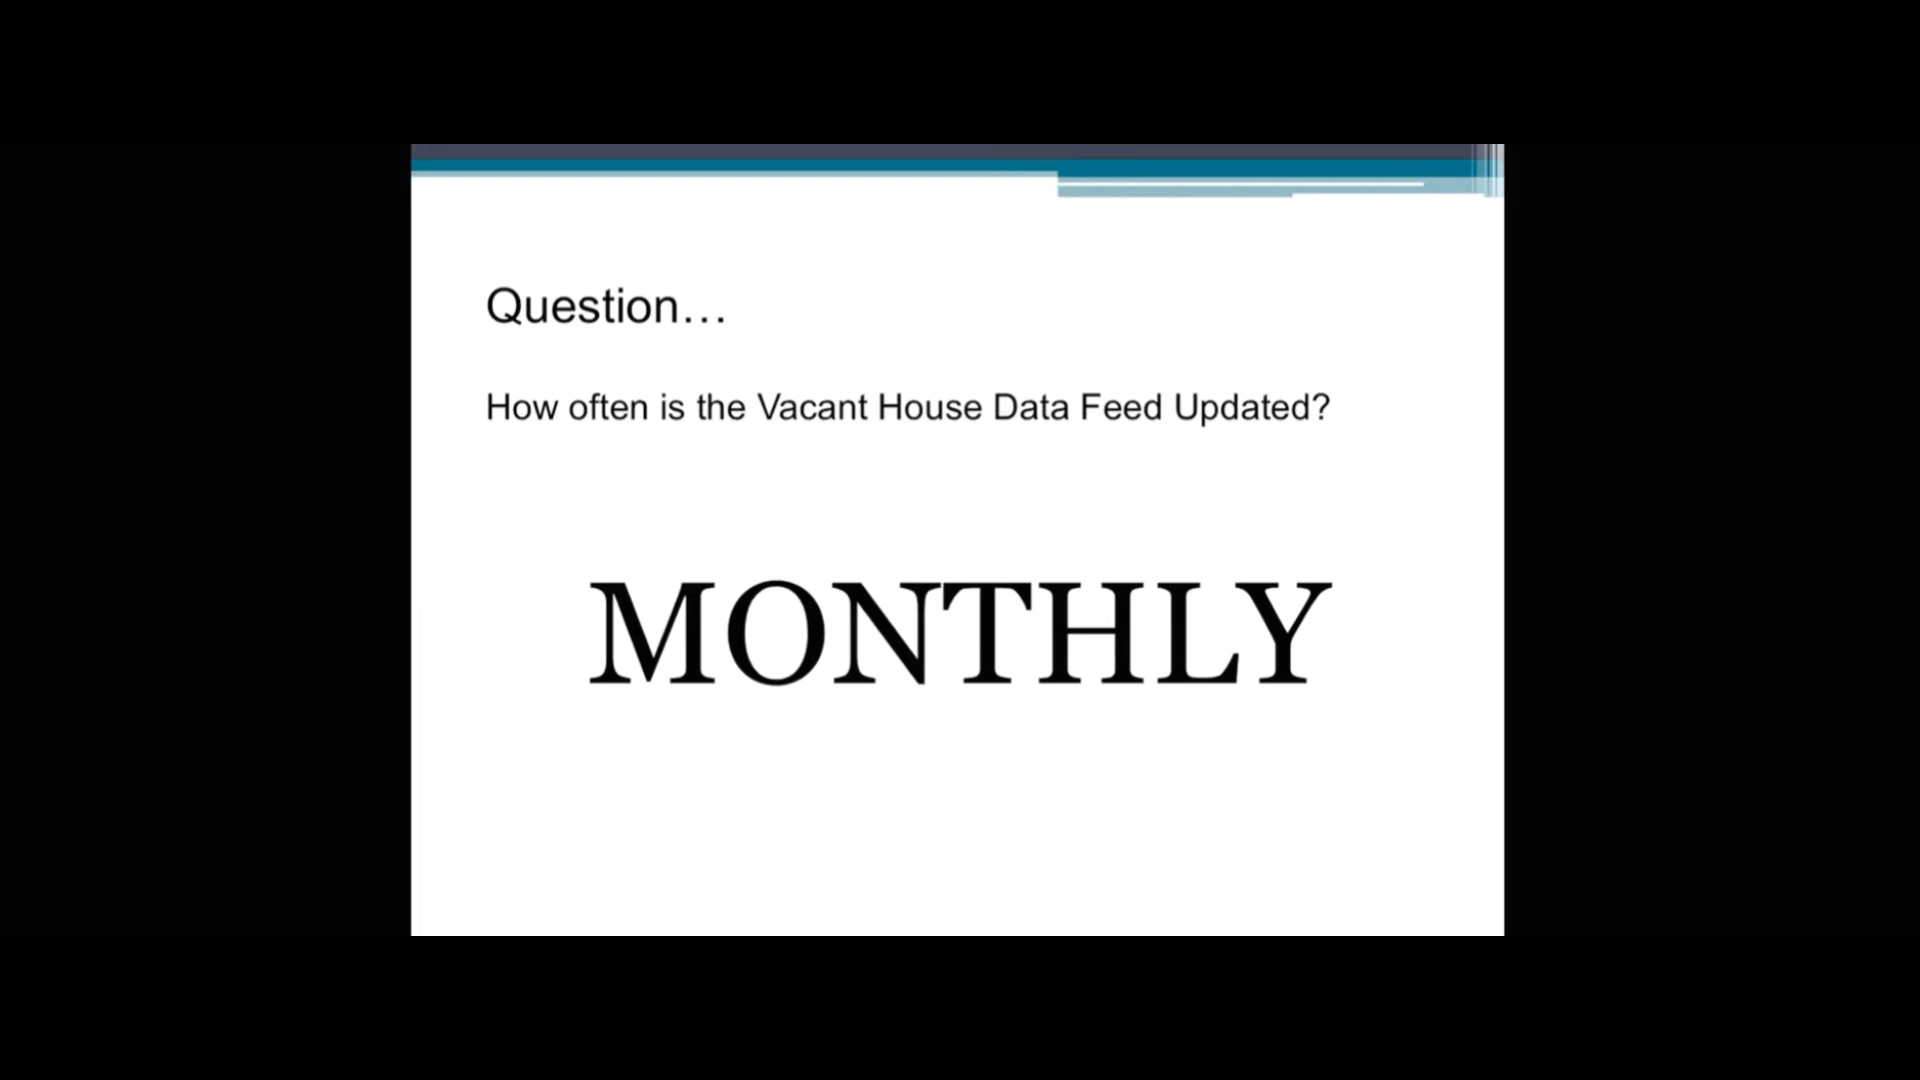 Question…
How often is the Vacant House Data Feed Updated?
MONTHLY